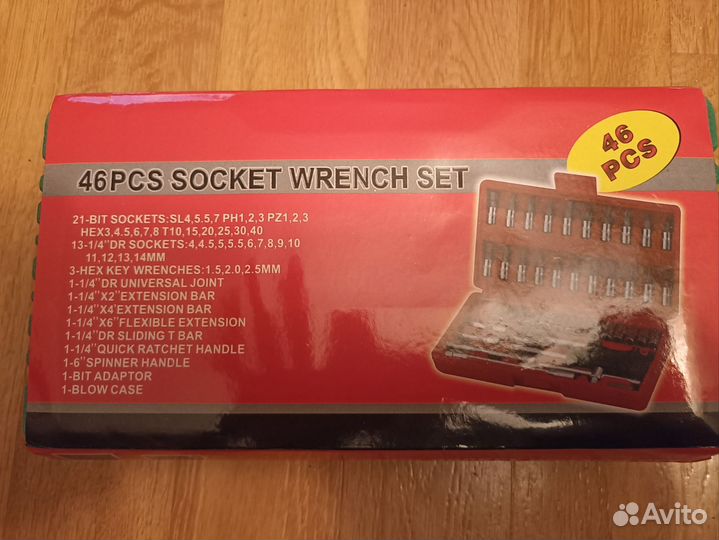 46
PCS
46PCS SOCKET WRENCH SET
21-BIT SOCKETS:SL4,5.5,7 PH1,2,3 PZ1,2,3
HEX3,4.5,6,7,8 T10,15,20,25,30,40
13-1/4"DR SOCKETS:4,4.5,5,5.5,6,7,8,9,10
11,12,13,14MM
3-HEX KEY WRENCHES:1.5,2.0,2.5MM
1-1/4"DR UNIVERSAL JOINT
1-1/4"X2"EXTENSION BAR
1-1/4"X4'EXTENSION BAR
1-1/4"X6"FLEXIBLE EXTENSION
1-1/4"DR SLIDING T BAR
1-1/4"QUICK RATCHET HANDLE
1-6"SPINNER HANDLE
1-BIT ADAPTOR
1-BLOW CASE
Avito